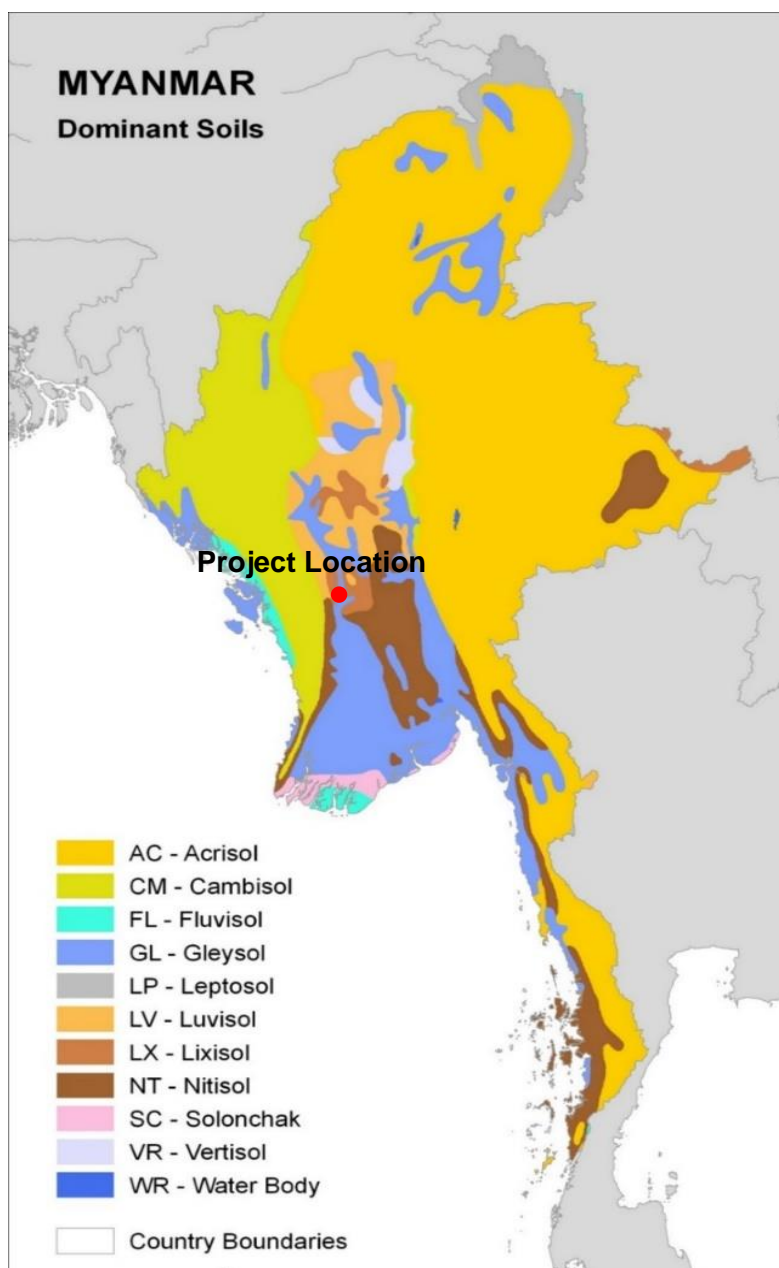 MYANMAR
Dominant Soils
Project Location
AC - Acrisol
CM - Cambisol
FL - Fluvisol
GL - Gleysol
LP - Leptosol
LV - Luvisol
LX - Lixisol
NT - Nitisol
SC - Solonchak
VR - Vertisol
WR - Water Body
Country Boundaries